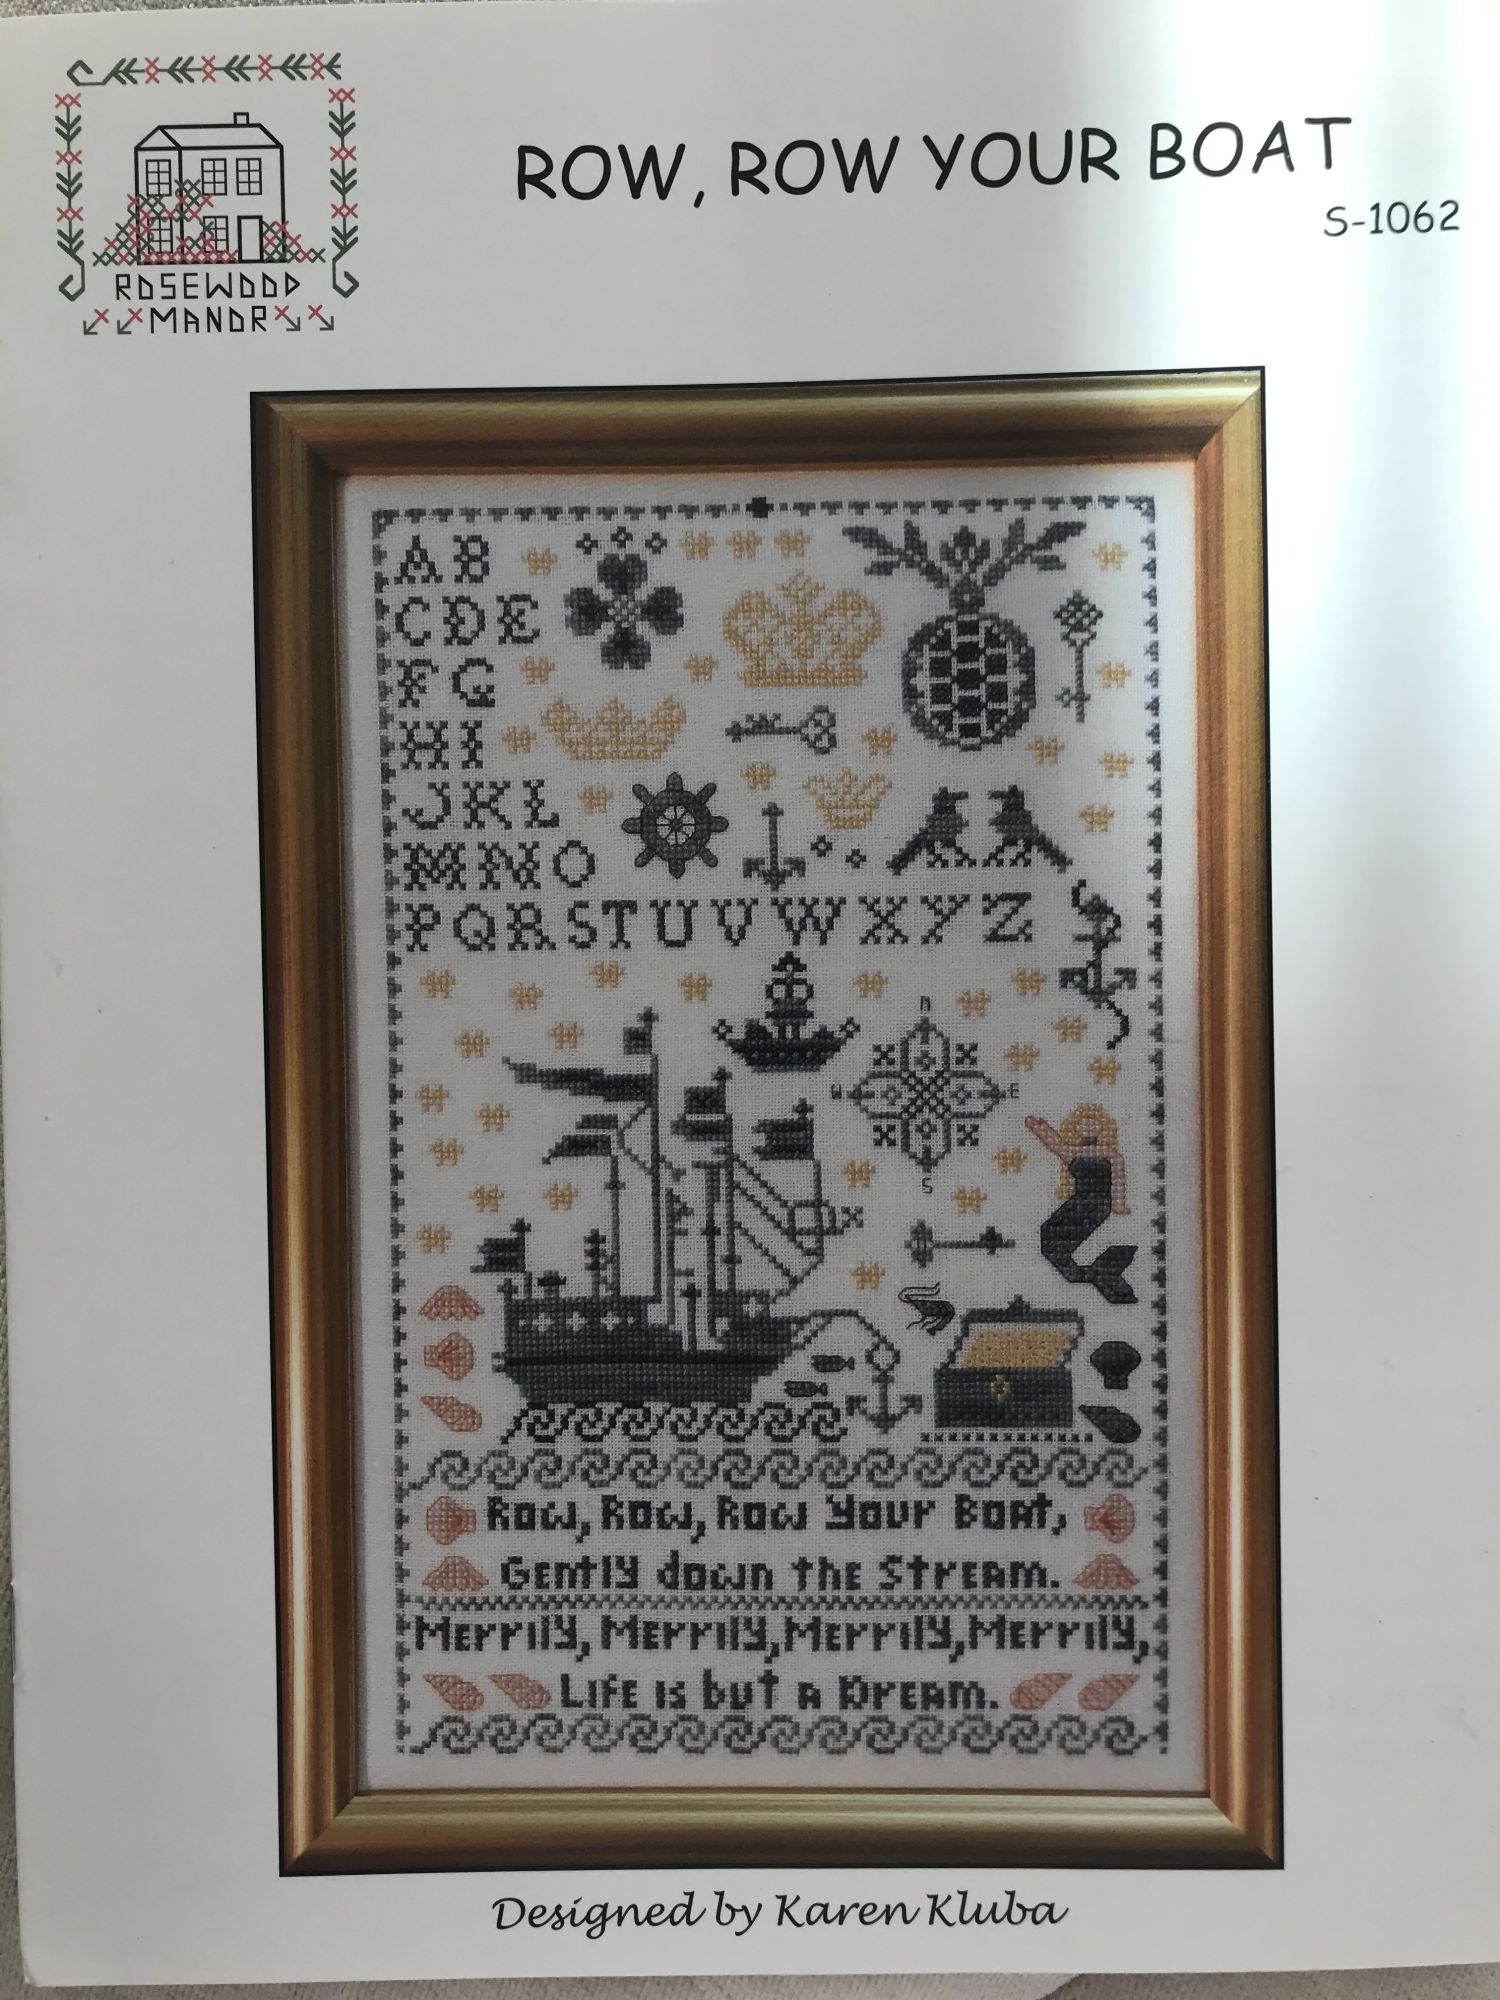 ROSEWOOD
MANOR
ROW, ROW YOUR BOAT
S-1062
AB
CDE
FG
HI
JKL
MNO
PQRSTUVWXYZ
N
W E
S
Row, Row, Row Your Boat,
Gently down the Stream.
Merrily, Merrily, Merrily, Merrily,
Life is but a Dream.
Designed by Karen Kluba